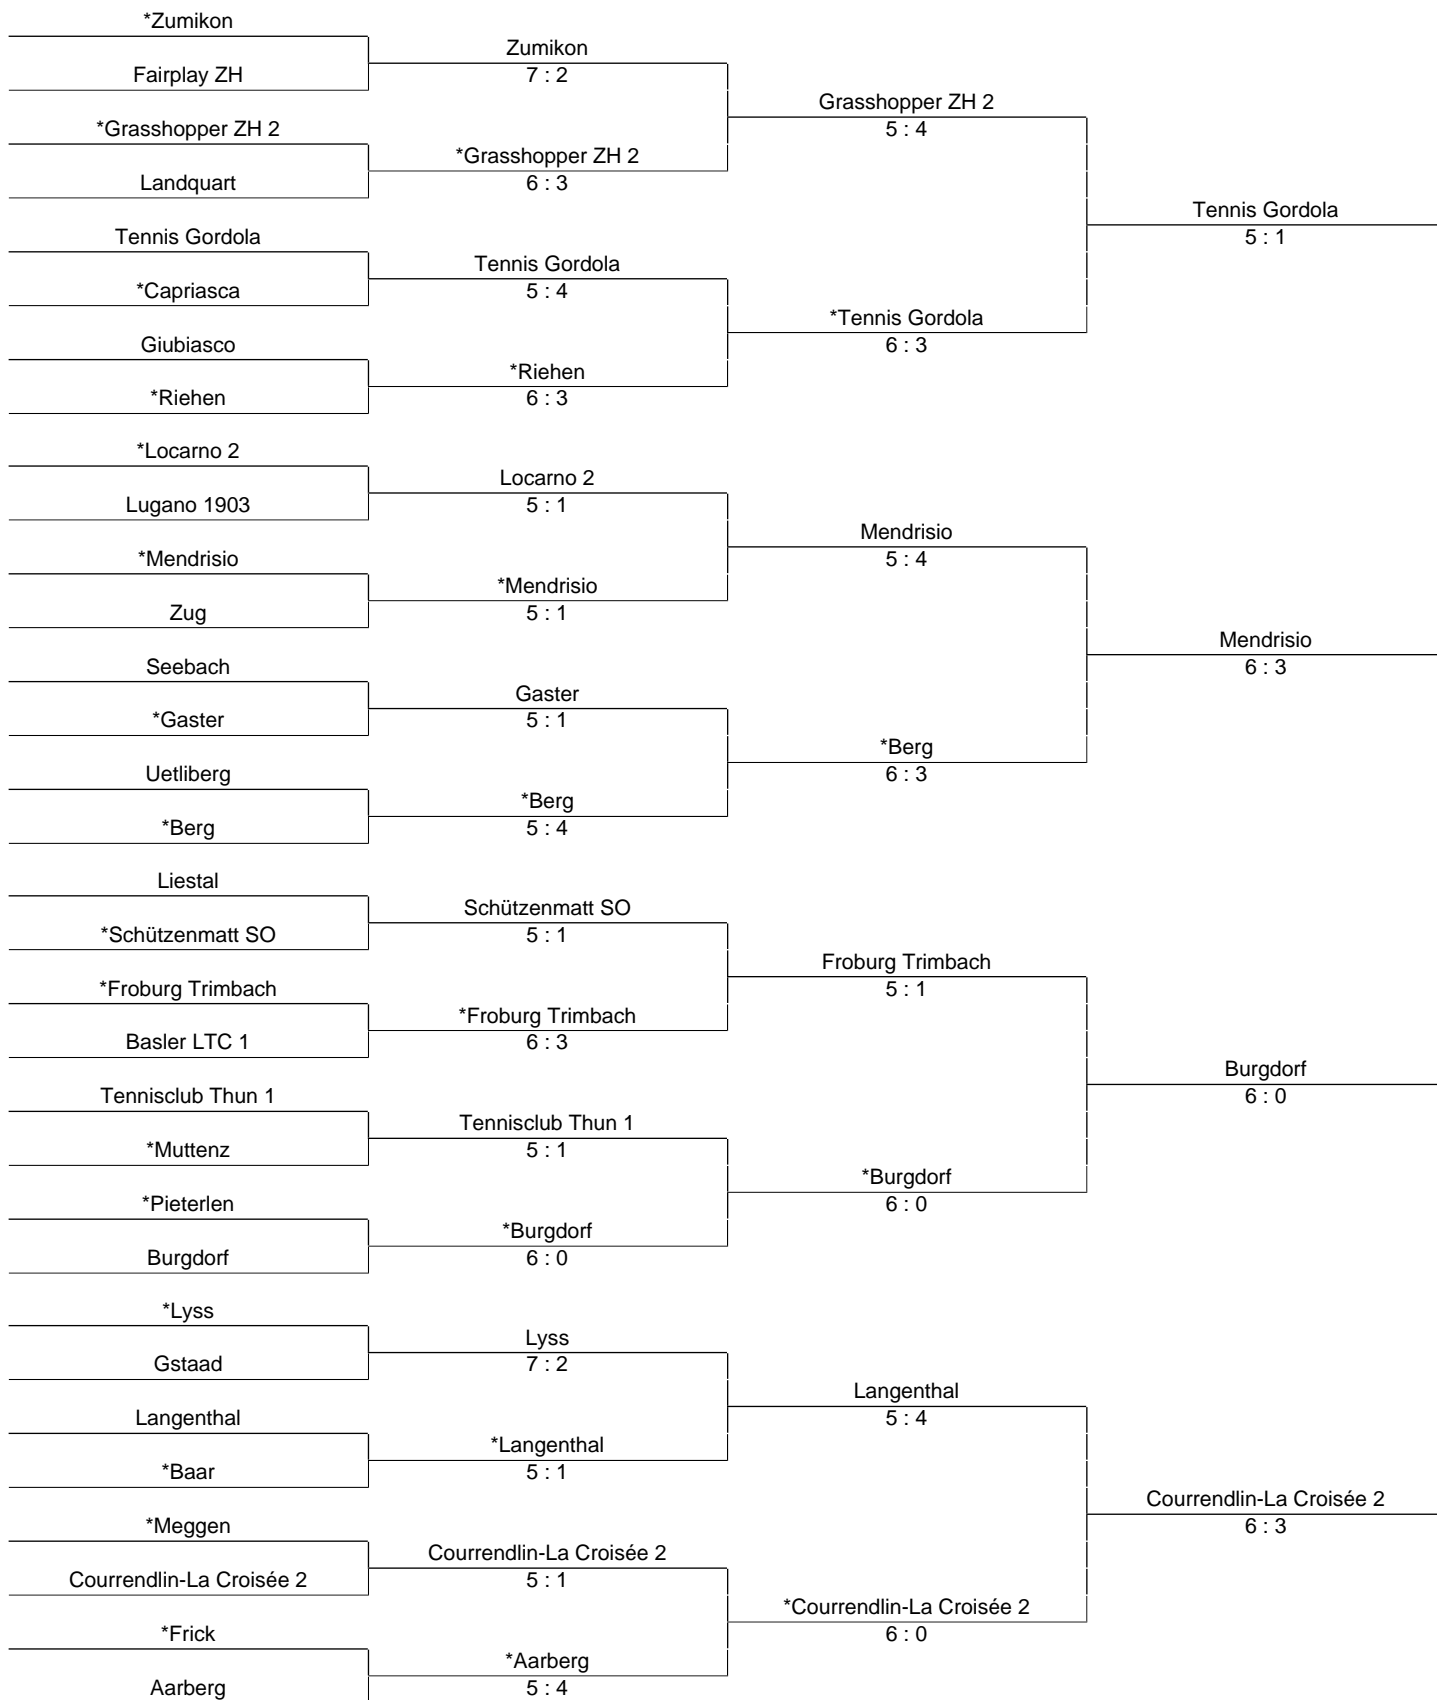 *Zumikon
Fairplay ZH
*Grasshopper ZH 2
Landquart
Tennis Gordola
*Capriasca
Giubiasco
*Riehen
*Locarno 2
Lugano 1903
*Mendrisio
Zug
Seebach
*Gaster
Uetliberg
*Berg
Liestal
*Schützenmatt SO
*Froburg Trimbach
Basler LTC 1
Tennisclub Thun 1
*Muttenz
*Pieterlen
Burgdorf
*Lyss
Gstaad
Langenthal
*Baar
*Meggen
Courrendlin-La Croisée 2
*Frick
Aarberg
Zumikon
7 : 2
*Grasshopper ZH 2
6 : 3
Tennis Gordola
5 : 4
*Riehen
6 : 3
Locarno 2
5 : 1
*Mendrisio
5 : 1
Gaster
5 : 1
*Berg
5 : 4
Schützenmatt SO
5 : 1
*Froburg Trimbach
6 : 3
Tennisclub Thun 1
5 : 1
*Burgdorf
6 : 0
Lyss
7 : 2
*Langenthal
5 : 1
Courrendlin-La Croisée 2
5 : 1
*Aarberg
5 : 4
Grasshopper ZH 2
5 : 4
*Tennis Gordola
6 : 3
Mendrisio
5 : 4
*Berg
6 : 3
Froburg Trimbach
5 : 1
*Burgdorf
6 : 0
Langenthal
5 : 4
*Courrendlin-La Croisée 2
6 : 0
Tennis Gordola
5 : 1
Mendrisio
6 : 3
Burgdorf
6 : 0
Courrendlin-La Croisée 2
6 : 3